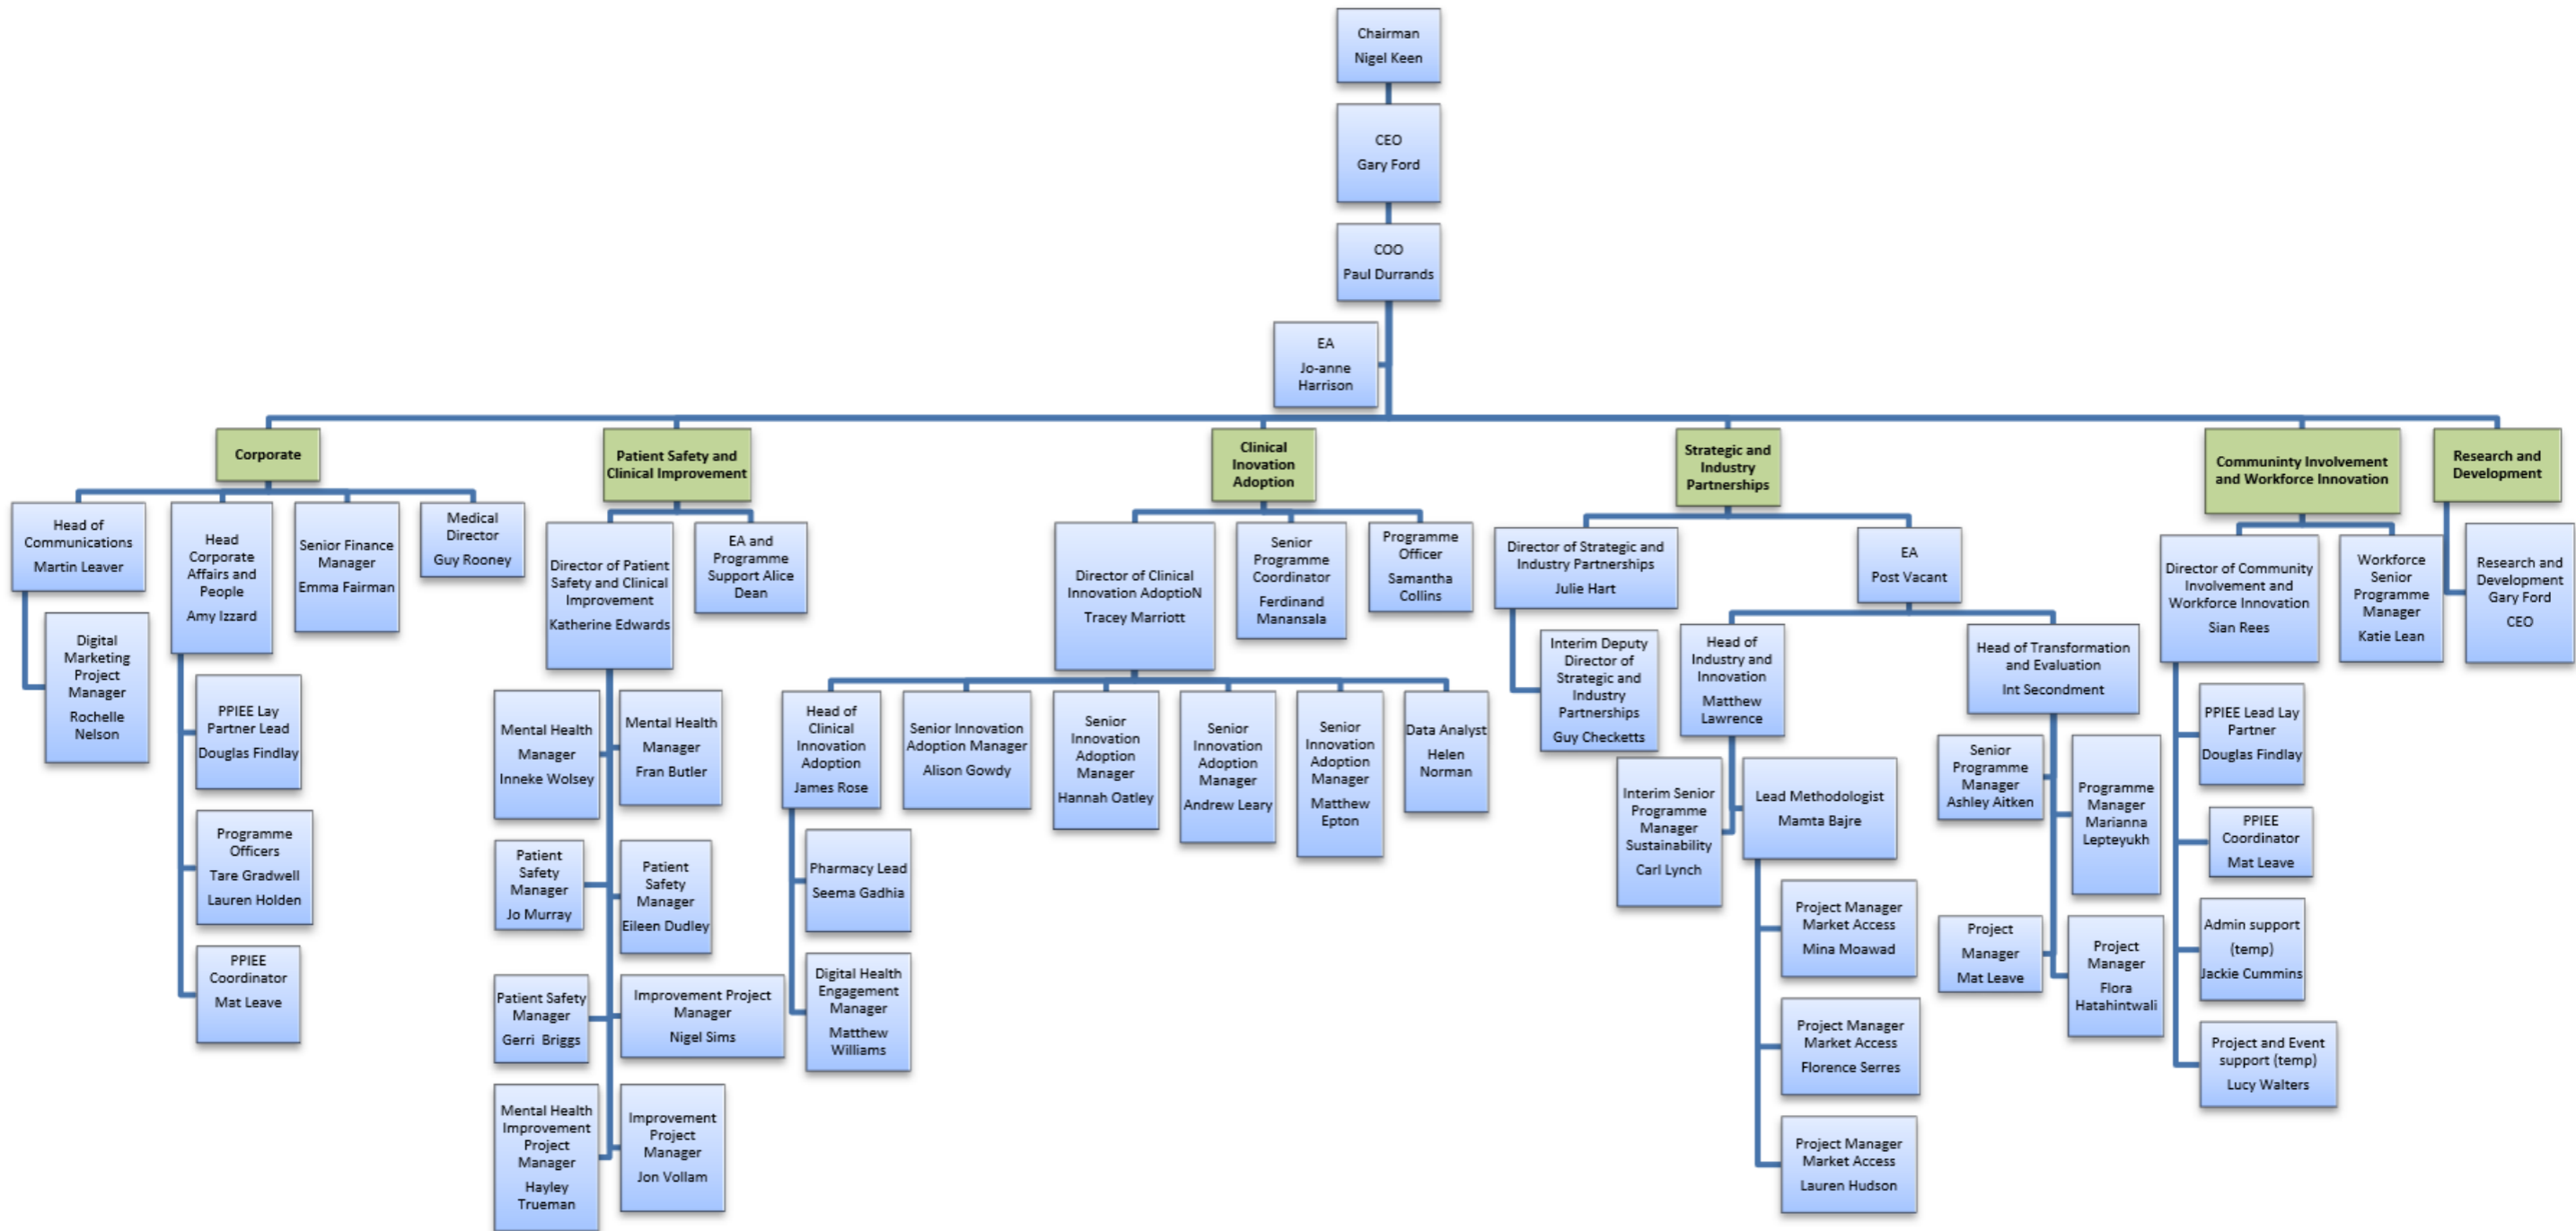 Chairman
Nigel Keen
CEO
Gary Ford
COO
Paul Durrands
EA
Jo-anne
Harrison
Corporate
Head of
Communications
Martin Leaver
Digital
Marketing
Project
Manager
Rochelle
Nelson
Head
Corporate
Affairs and
People
Amy Izzard
PPIEE Lay
Partner Lead
Douglas Findlay
Programme
Officers
Tare Gradwell
Lauren Holden
PPIEE
Coordinator
Mat Leave
Senior Finance
Manager
Emma Fairman
Medical
Director
Guy Rooney
Patient Safety and
Clinical Improvement
Director of Patient
Safety and Clinical
Improvement
Katherine Edwards
EA and
Programme
Support Alice
Dean
Mental Health
Manager
Inneke Wolsey
Mental Health
Manager
Fran Butler
Patient
Safety
Manager
Jo Murray
Patient
Safety
Manager
Eileen Dudley
Patient Safety
Manager
Gerri  Briggs
Improvement Project
Manager
Nigel Sims
Mental Health
Improvement
Project
Manager
Hayley
Trueman
Improvement
Project
Manager
Jon Vollam
Clinical
Inovation
Adoption
Director of Clinical
Innovation AdoptioN
Tracey Marriott
Senior
Programme
Coordinator
Ferdinand
Manansala
Programme
Officer
Samantha
Collins
Head of
Clinical
Innovation
Adoption
James Rose
Pharmacy Lead
Seema Gadhia
Digital Health
Engagement
Manager
Matthew
Williams
Senior Innovation
Adoption Manager
Alison Gowdy
Senior
Innovation
Adoption
Manager
Hannah Oatley
Senior
Innovation
Adoption
Manager
Andrew Leary
Senior
Innovation
Adoption
Manager
Matthew
Epton
Data Analyst
Helen
Norman
Strategic and
Industry
Partnerships
Director of Strategic and
Industry Partnerships
Julie Hart
Interim Deputy
Director of
Strategic and
Industry
Partnerships
Guy Checketts
EA
Post Vacant
Head of
Industry and
Innovation
Matthew
Lawrence
Interim Senior
Programme
Manager
Sustainability
Carl Lynch
Lead Methodologist
Mamta Bajre
Project Manager
Market Access
Mina Moawad
Project Manager
Market Access
Florence Serres
Project Manager
Market Access
Lauren Hudson
Head of Transformation
and Evaluation
Int Secondment
Senior
Programme
Manager
Ashley Aitken
Programme
Manager
Marianna
Lepteyukh
Project
Manager
Mat Leave
Project
Manager
Flora
Hatahintwali
Communinty Involvement
and Workforce Innovation
Director of Community
Involvement and
Workforce Innovation
Sian Rees
Workforce
Senior
Programme
Manager
Katie Lean
PPIEE Lead Lay
Partner
Douglas Findlay
PPIEE
Coordinator
Mat Leave
Admin support
(temp)
Jackie Cummins
Project and Event
support (temp)
Lucy Walters
Research and
Development
Research and
Development
Gary Ford
CEO